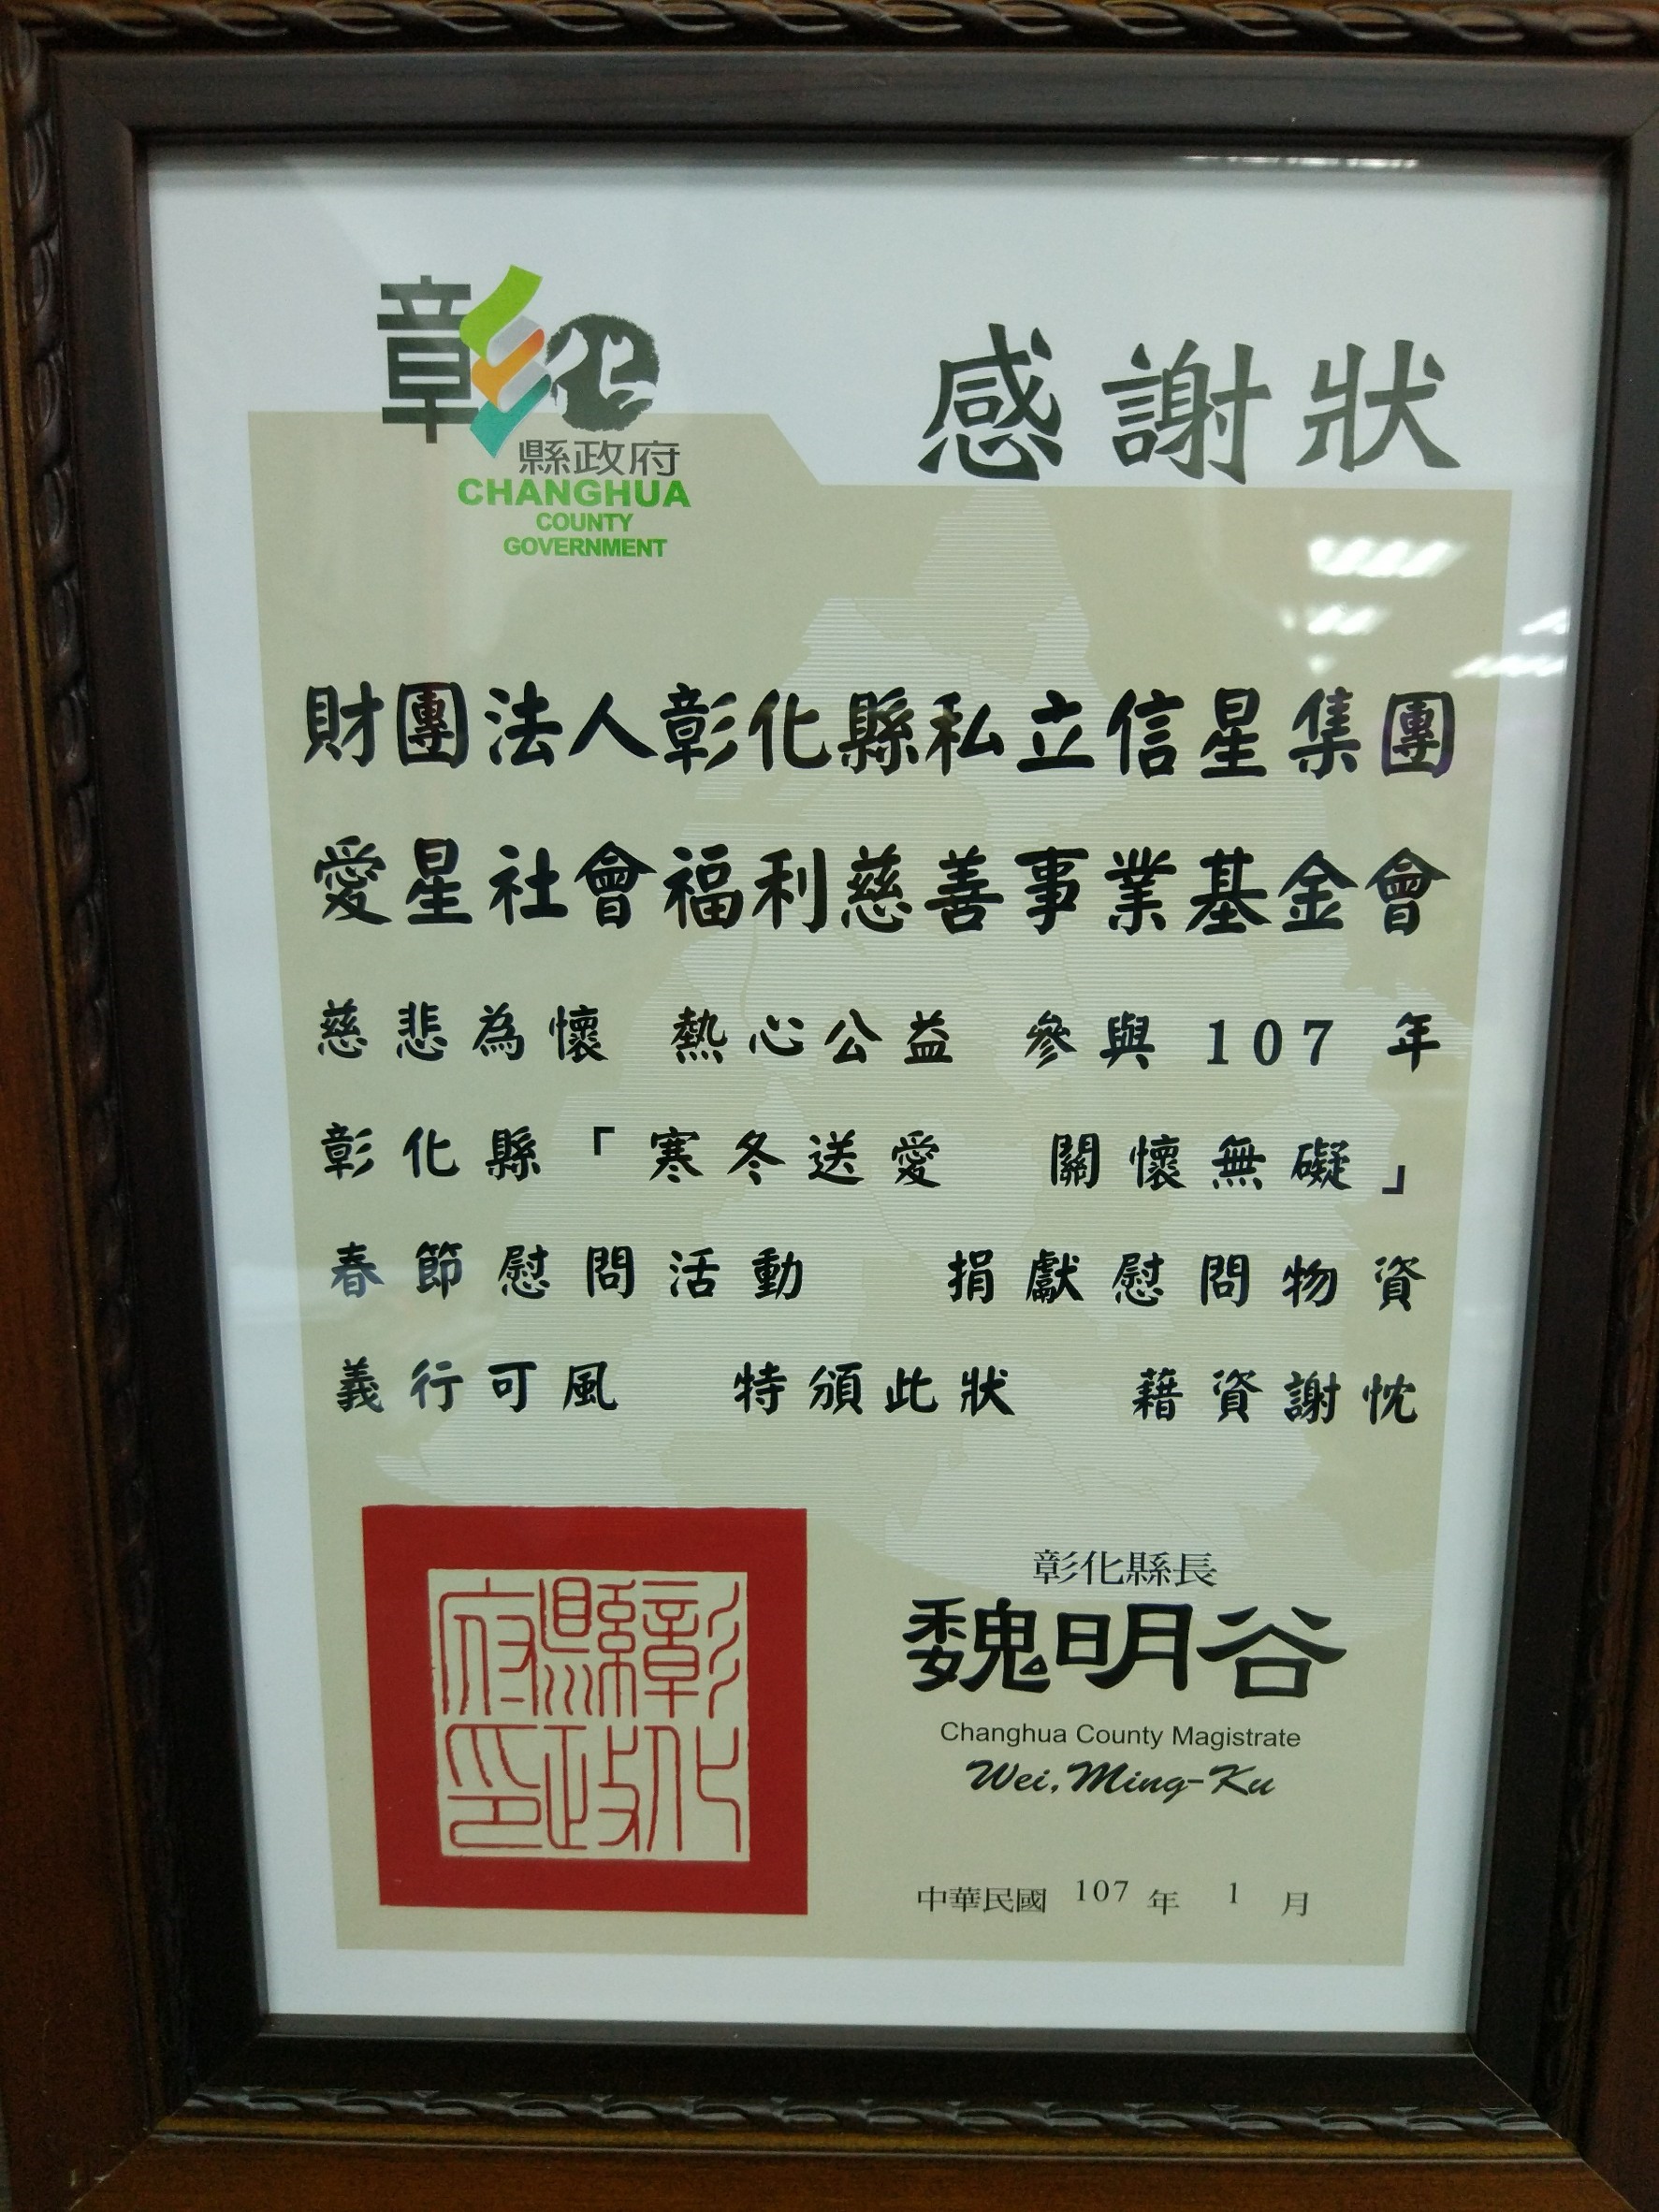 彰化
縣政府
CHANGHUA
COUNTY
GOVERNMENT
感謝狀
財團法人彰化縣私立信星集團
愛星社會福利慈善事業基金會
慈悲為懷 熱心公益 參與107年
彰化縣「寒冬送愛 關懷無礙」
春節慰問活動 捐獻慰問物資
義行可風 特頒此狀 藉資謝忱
彰化縣政府印
彰化縣長
魏明谷
Changhua County Magistrate
Wei, Ming-Ku
中華民國 107 年 1 月